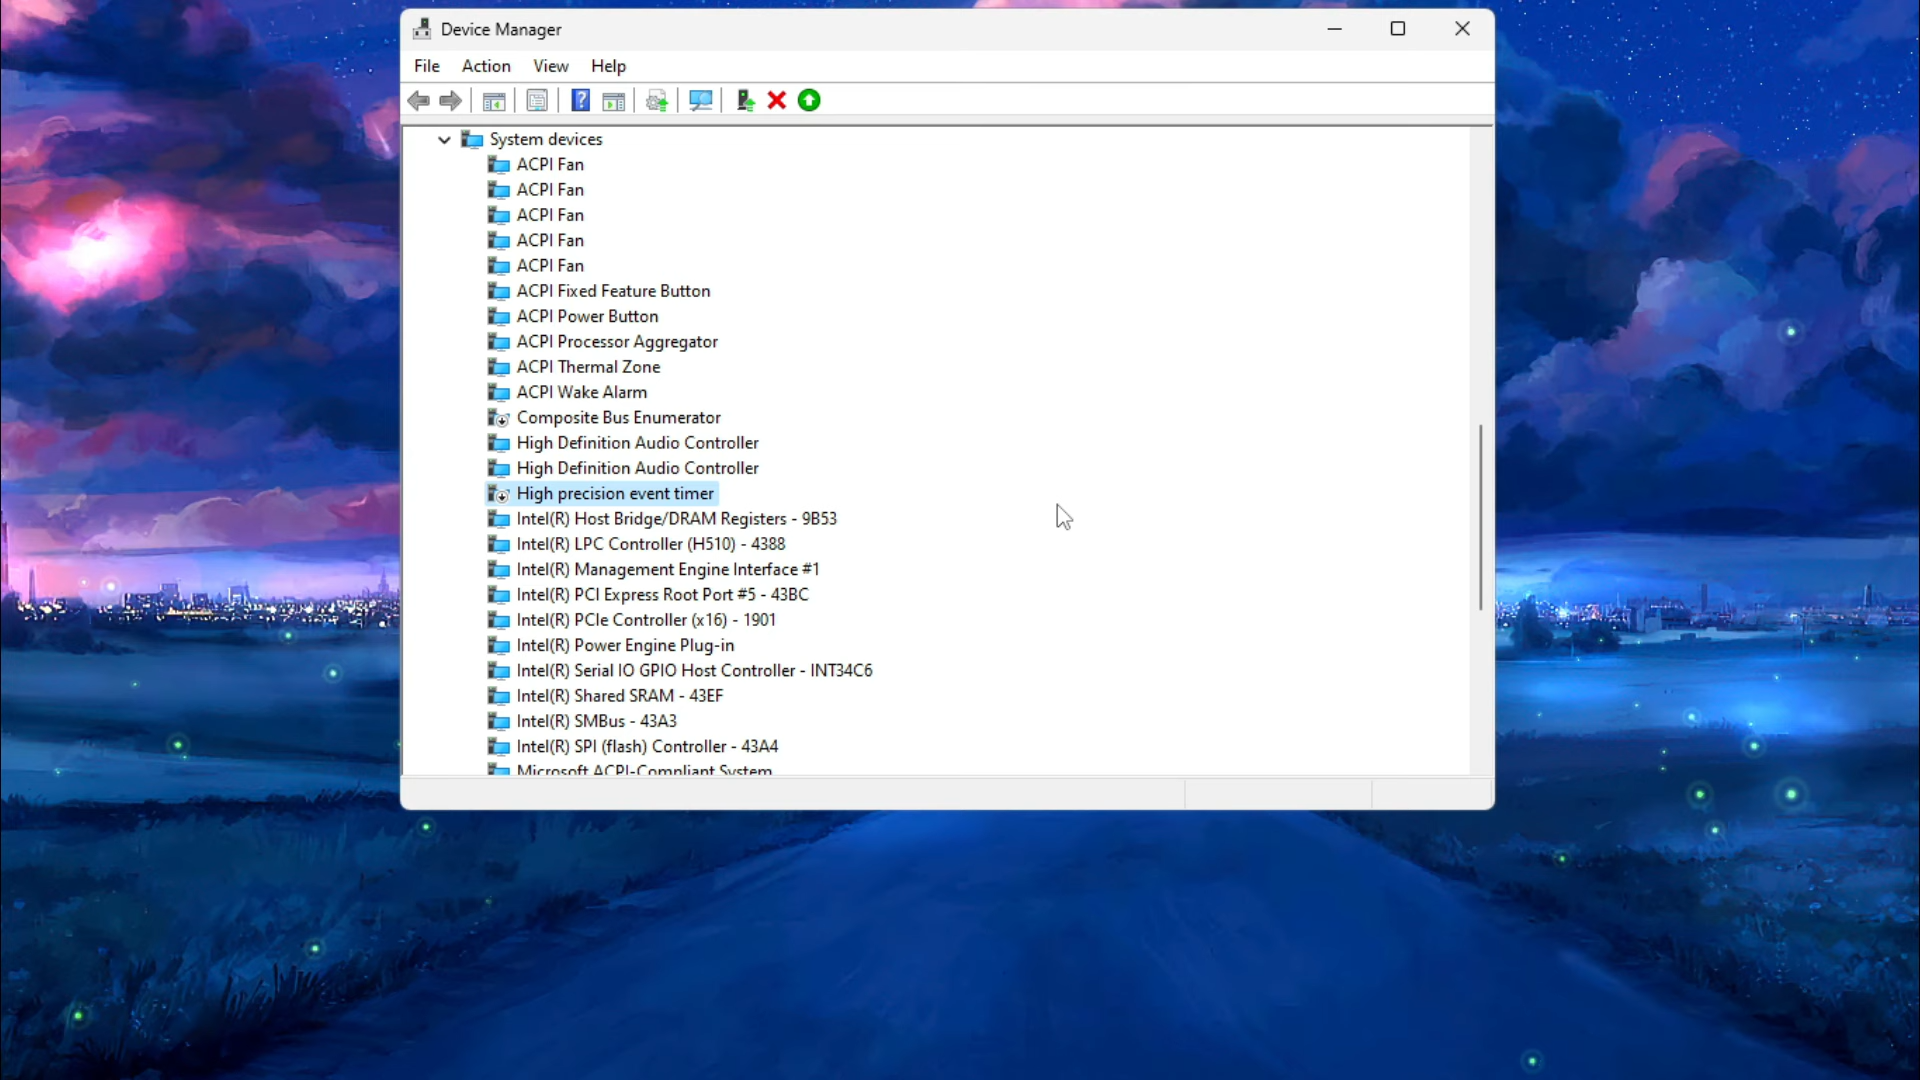 Device Manager
File Action View Help
System devices
ACPI Fan
ACPI Fan
ACPI Fan
ACPI Fan
ACPI Fan
ACPI Fixed Feature Button
ACPI Power Button
ACPI Processor Aggregator
ACPI Thermal Zone
ACPI Wake Alarm
Composite Bus Enumerator
High Definition Audio Controller
High Definition Audio Controller
High precision event timer
Intel(R) Host Bridge/DRAM Registers - 9B53
Intel(R) LPC Controller (H510) - 4388
Intel(R) Management Engine Interface #1
Intel(R) PCI Express Root Port #5 - 43BC
Intel(R) PCIe Controller (x16) - 1901
Intel(R) Power Engine Plug-in
Intel(R) Serial IO GPIO Host Controller - INT34C6
Intel(R) Shared SRAM - 43EF
Intel(R) SMBus - 43A3
Intel(R) SPI (flash) Controller - 43A4
Microsoft ACPI-Compliant System